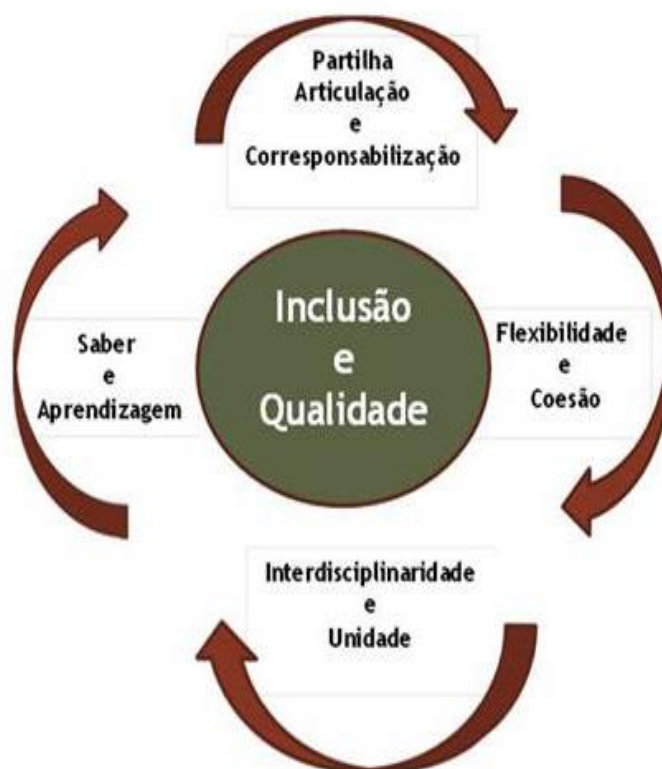 Partilha
Articulação
e
Corresponsabilização
Flexibilidade
e
Coesão
Interdisciplinaridade
e
Unidade
Saber
e
Aprendizagem
Inclusão
e
Qualidade